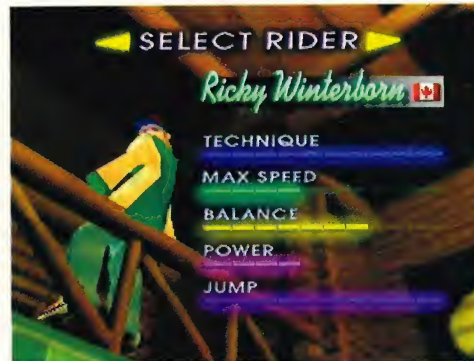 SELECT RIDER
Ricky Winterborn
TECHNIQUE
MAX SPEED
BALANCE
POWER
JUMP